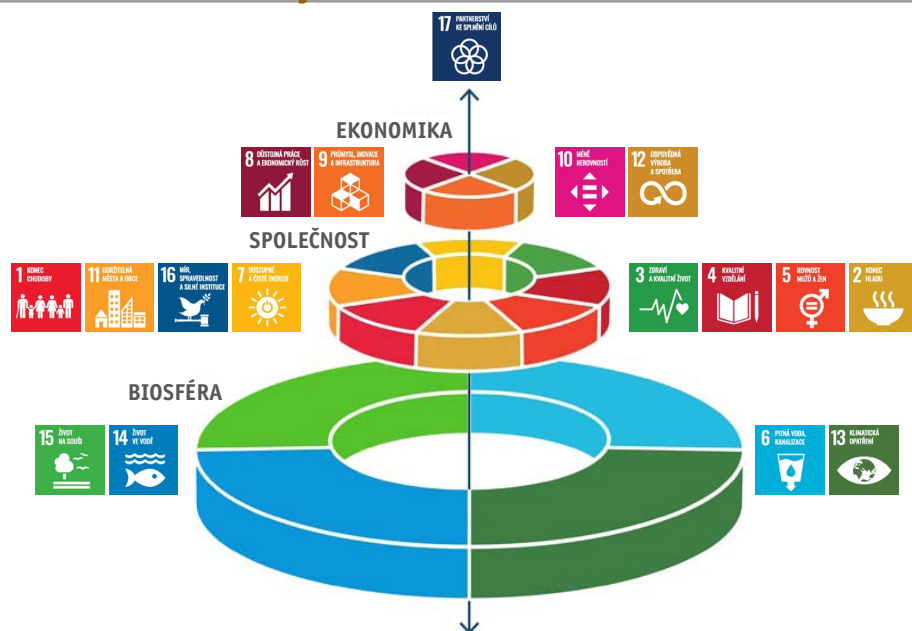 17 PARTNERSTVÍ
KE SPLNĚNÍ CÍLŮ
EKONOMIKA
8 DŮSTOJNÁ PRÁCE
A EKONOMICKÝ RŮST
9 PRŮMYSL, INOVACE
A INFRASTRUKTURA
10 MÉNĚ
NEROVNOSTÍ
12 ODPOVĚDNÁ
VÝROBA
A SPOTŘEBA
SPOLEČNOST
1 KONEC
CHUDOBY
11 UDRŽITELNÁ
MĚSTA A OBCE
16 MÍR,
SPRAVEDLNOST
A SILNÉ INSTITUCE
7 DOSTUPNÉ
A ČISTÉ ENERGIE
3 ZDRAVÍ
A KVALITNÍ ŽIVOT
4 KVALITNÍ
VZDĚLÁNÍ
5 ROVNOST
MUŽŮ A ŽEN
2 KONEC
HLADU
BIOSFÉRA
15 ŽIVOT
NA SOUŠI
14 ŽIVOT
VE VODĚ
6 PITNÁ VODA,
KANALIZACE
13 KLIMATICKÁ
OPATŘENÍ